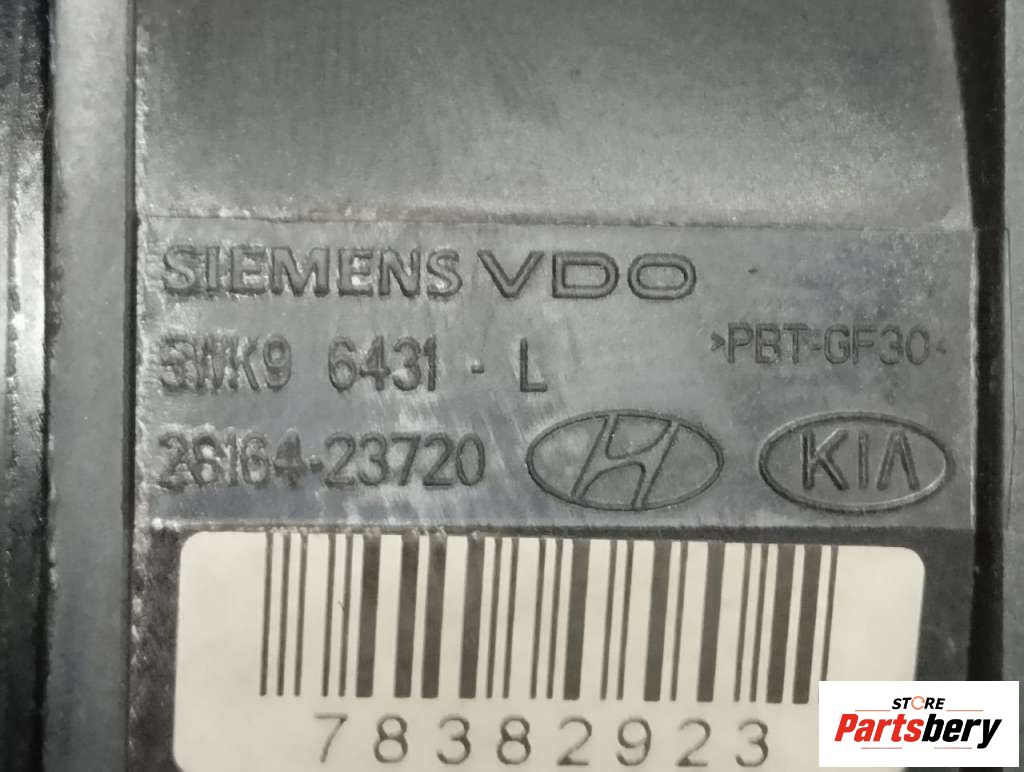 SIEMENS VDO
5WK9 6431 - L
>PBT-GF30<
28164-23720
KIA
78382923
STORE
Partsbery